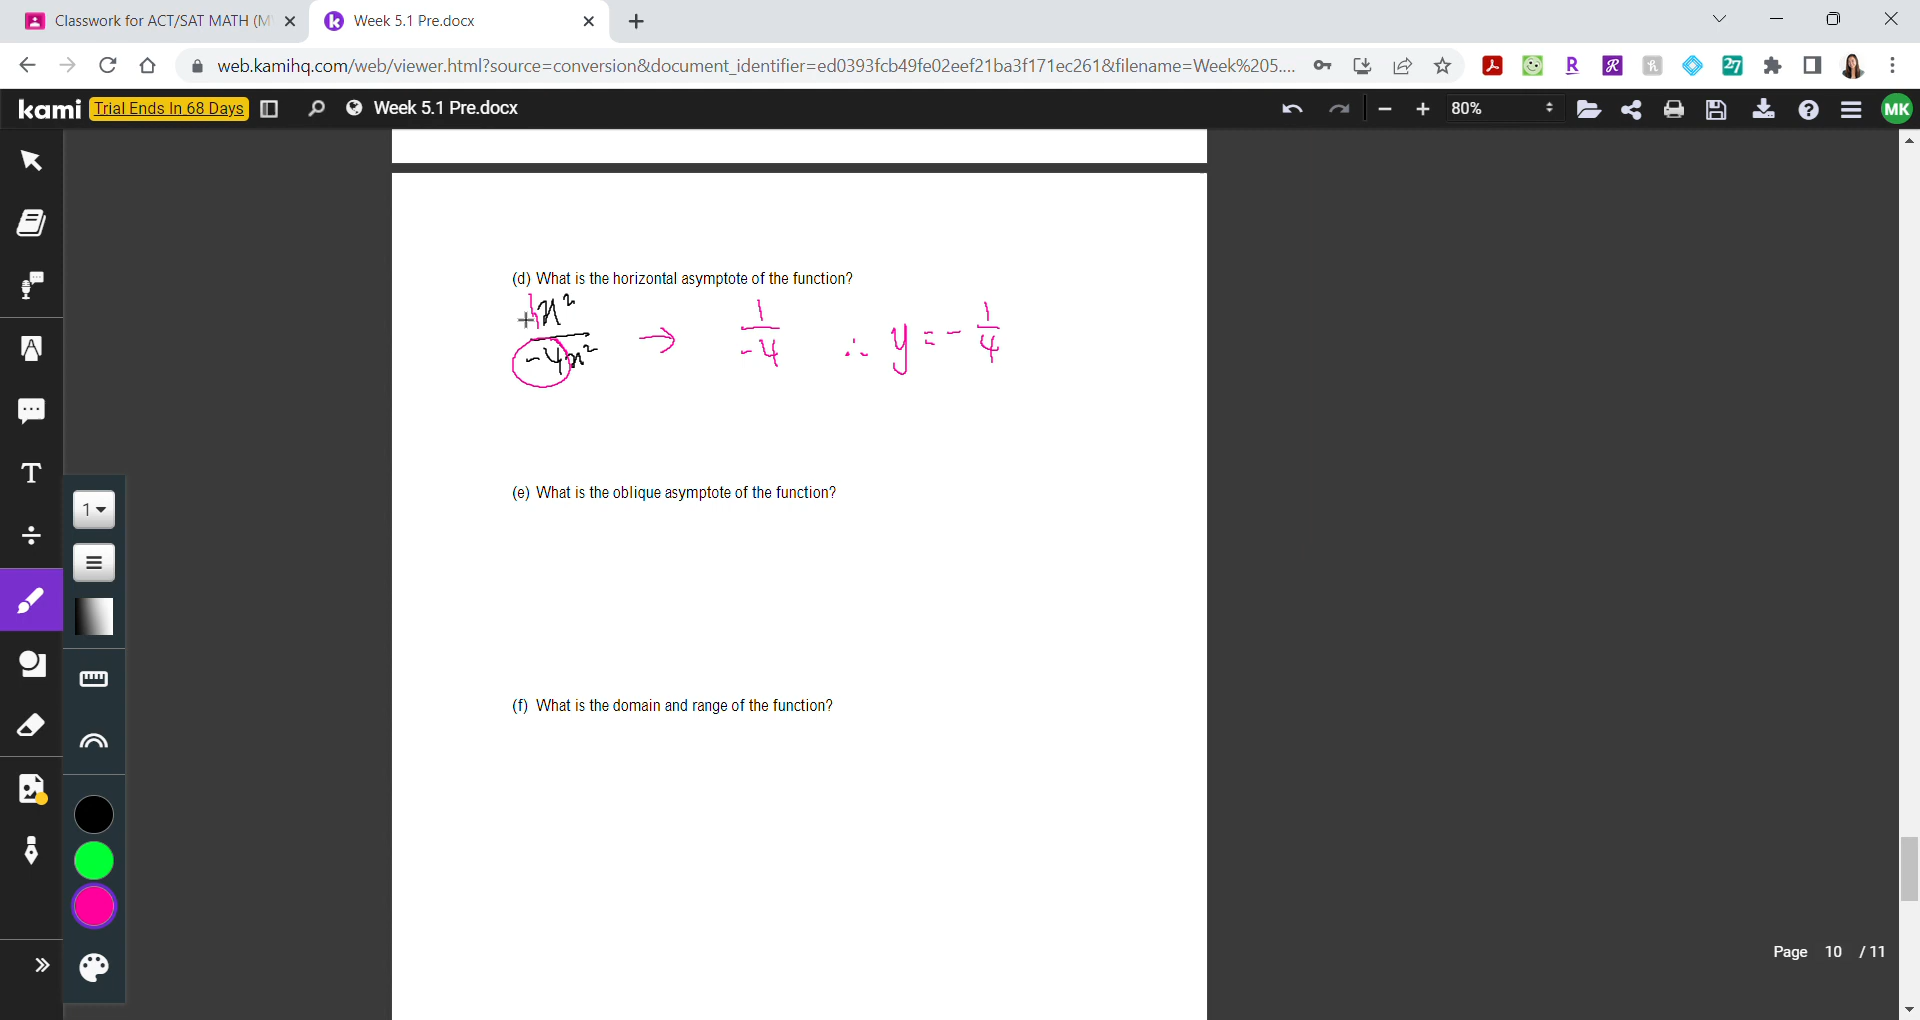 Classwork for ACT/SAT MATH (M
Week 5.1 Pre.docx
web.kamihq.com/web/viewer.html?source=conversion&document_identifier=ed0393fcb49fe02eef21ba3f171ec261&filename=Week%205....
27
kami Trial Ends In 68 Days Week 5.1 Pre.docx 80% MK
(d) What is the horizontal asymptote of the function?
1x² / -4x² → 1 / -4 ∴ y = - 1/4
(e) What is the oblique asymptote of the function?
(f) What is the domain and range of the function?
1
Page 10 / 11